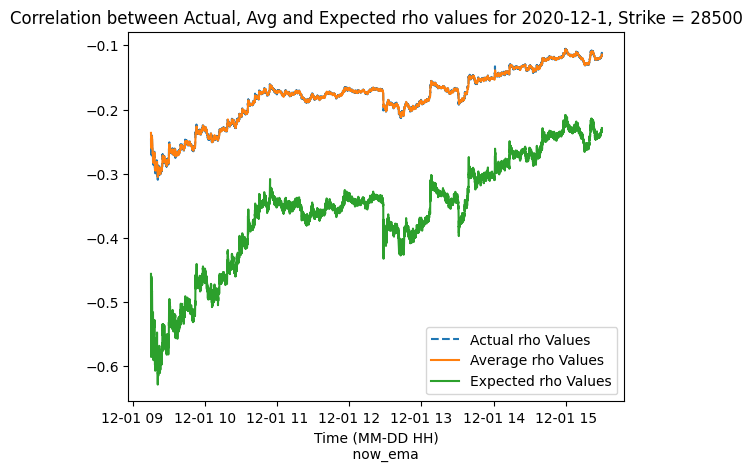 Correlation between Actual, Avg and Expected rho values for 2020-12-1, Strike = 28500
−0.1
−0.2
−0.3
−0.4
−0.5
−0.6
Actual rho Values
Average rho Values
Expected rho Values
12-01 09 12-01 10 12-01 11 12-01 12 12-01 13 12-01 14 12-01 15
Time (MM-DD HH)
now_ema